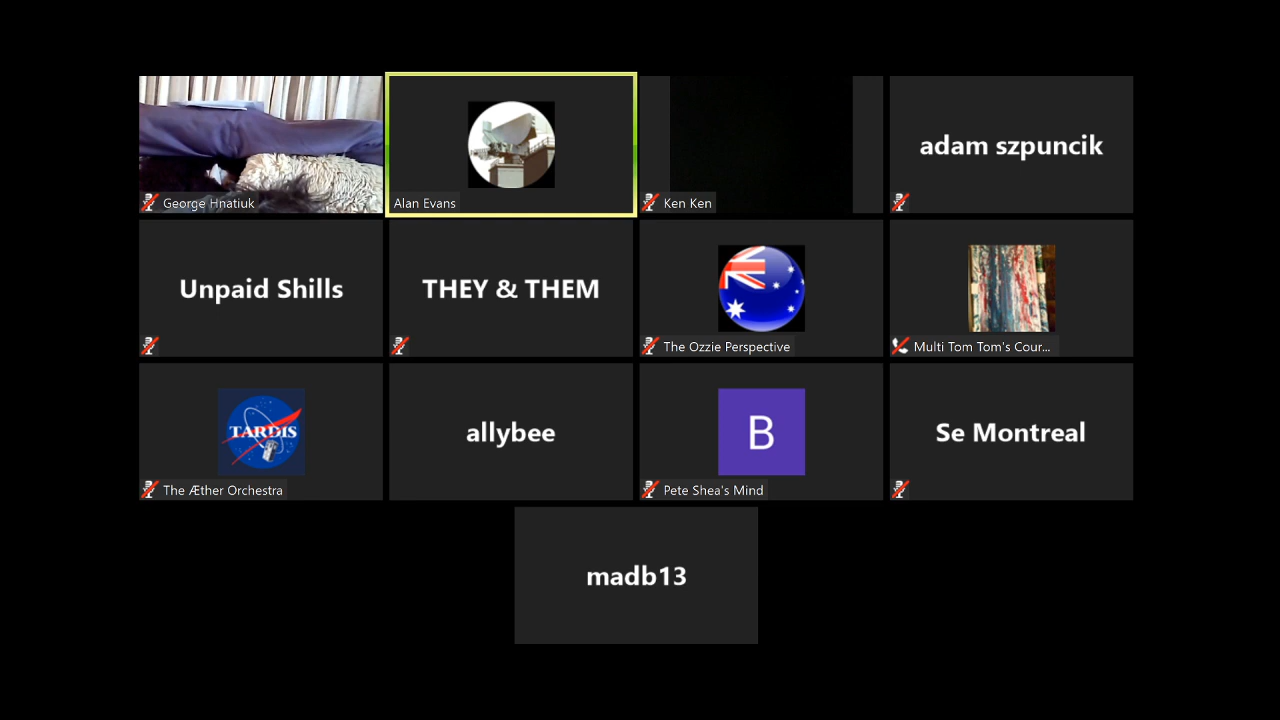 George Hnatiuk
Alan Evans
Ken Ken
adam szpuncik
Unpaid Shills
THEY & THEM
The Ozzie Perspective
Multi Tom Tom's Cour...
TARDIS
The Æther Orchestra
allybee
B
Pete Shea's Mind
Se Montreal
madb13